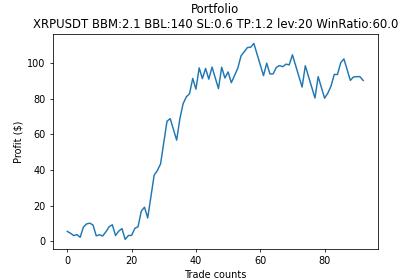 Portfolio
XRPUSDT BBM:2.1 BBL:140 SL:0.6 TP:1.2 lev:20 WinRatio:60.0
100
80
60
40
20
0
Profit ($)
0 20 40 60 80
Trade counts